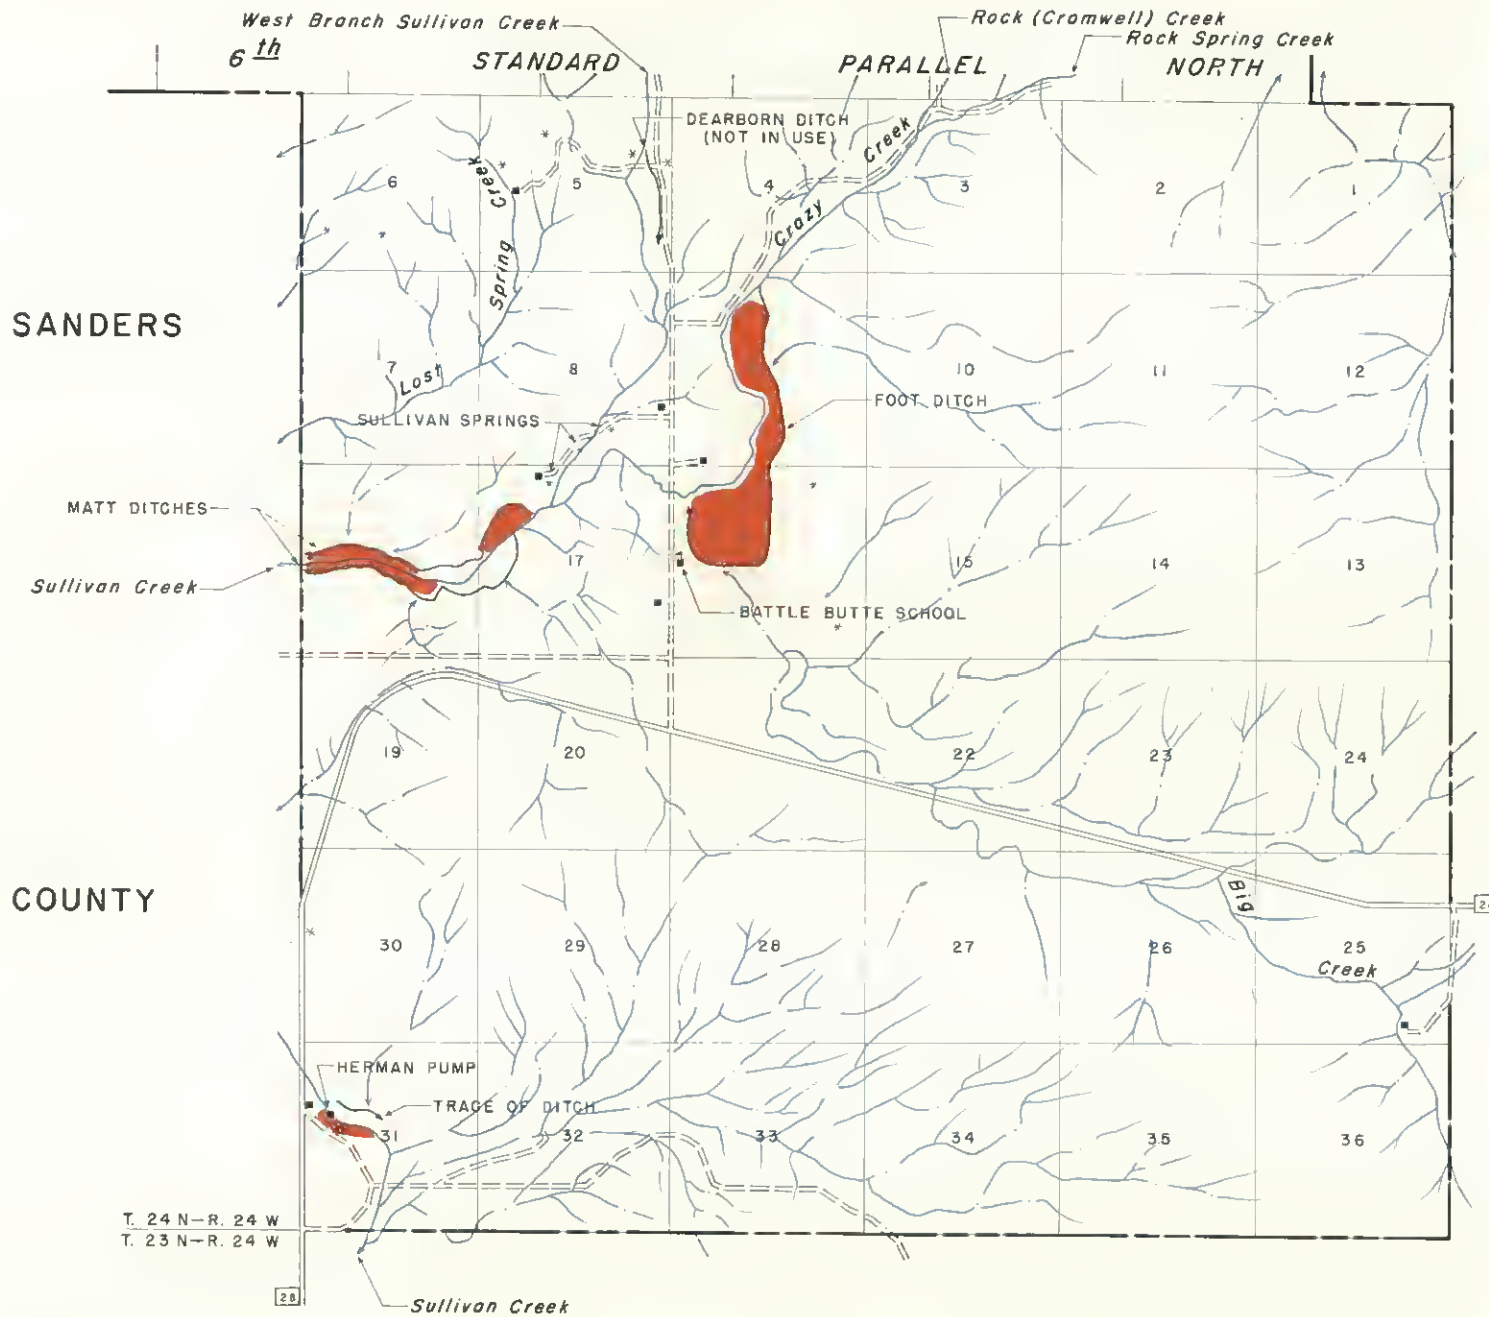 West Branch Sullivan Creek
Rock (Cromwell) Creek
Rock Spring Creek
6 th STANDARD PARALLEL NORTH
DEARBORN DITCH
(NOT IN USE)
Spring Creek
Crazy Creek
6 5 4 3 2 1
SANDERS
7 8 10 11 12
Lost
FOOT DITCH
SULLIVAN SPRINGS
MATT DITCHES
17 15 14 13
Sullivan Creek
BATTLE BUTTE SCHOOL
19 20 22 23 24
COUNTY
Big Creek
30 29 28 27 26 25
HERMAN PUMP
TRACE OF DITCH
31 32 33 34 35 36
T. 24 N-R. 24 W
T. 23 N-R. 24 W
28
Sullivan Creek